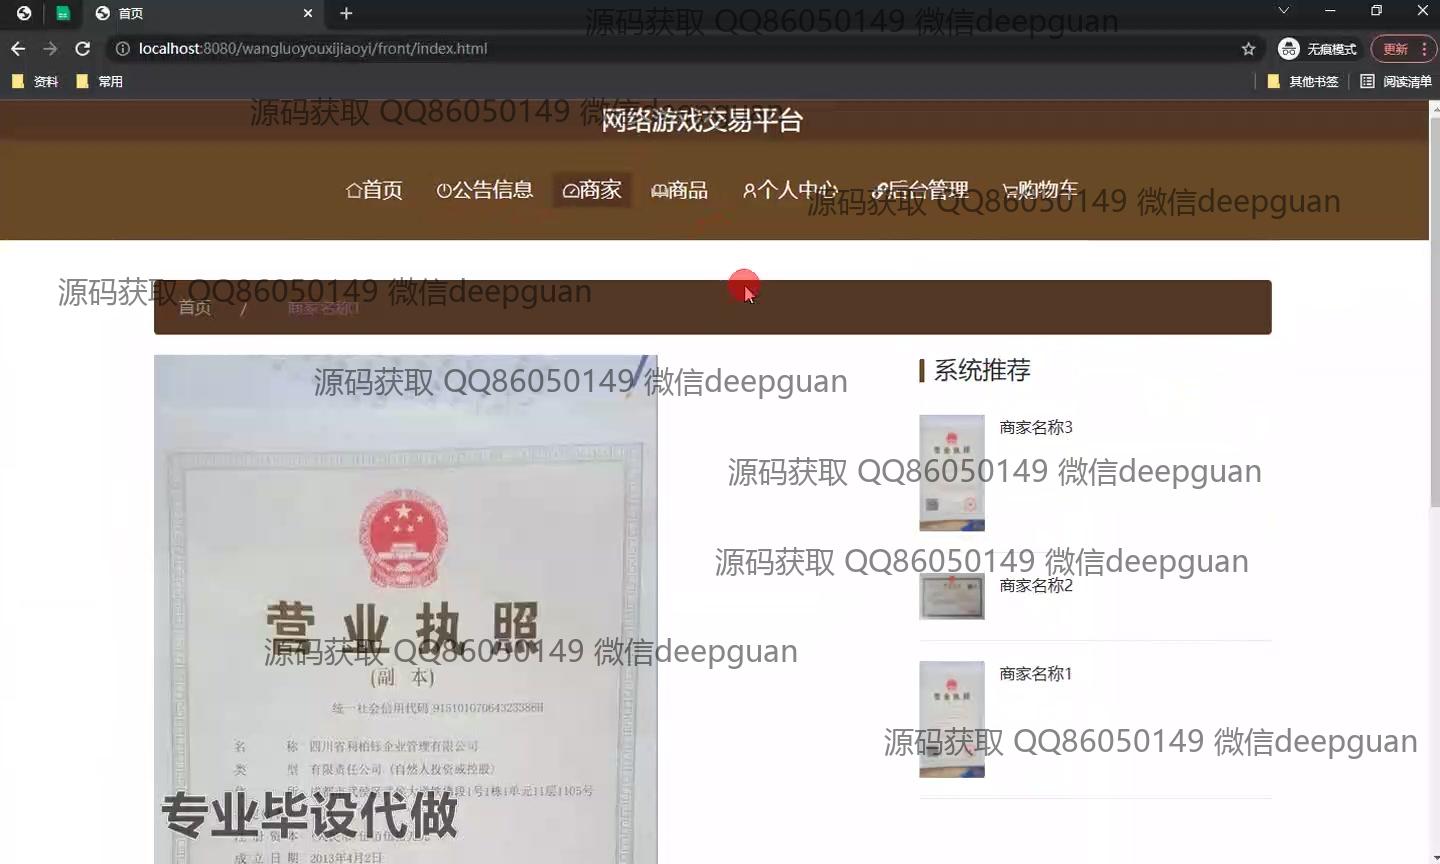 首页
源码获取 QQ86050149 微信deepguan
localhost:8080/wangluoyouxijiaoyi/front/index.html
无痕模式
更新
资料
常用
其他书签
阅读清单
源码获取 QQ86050149 微信deepguan
网络游戏交易平台
首页
公告信息
商家
商品
个人中心
后台管理
购物车
源码获取 QQ86050149 微信deepguan
源码获取 QQ86050149 微信deepguan
首页 / 商家名称1
源码获取 QQ86050149 微信deepguan
系统推荐
商家名称3
源码获取 QQ86050149 微信deepguan
源码获取 QQ86050149 微信deepguan
商家名称2
营业执照
源码获取 QQ86050149 微信deepguan
(副 本)
商家名称1
统一社会信用代码
源码获取 QQ86050149 微信deepguan
名 称 四川省利柏钰企业管理有限公司
类 型 有限责任公司(自然人投资或控股)
专业毕设代做
成立日期 2013年4月2日